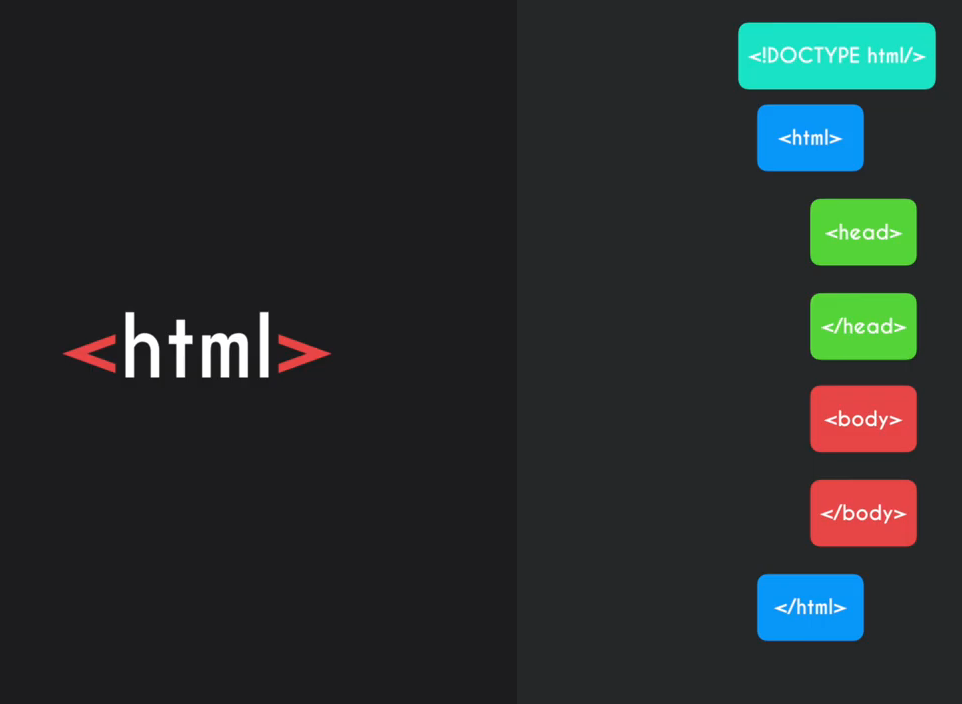 <html>
<!DOCTYPE html/>
<html>
<head>
</head>
<body>
</body>
</html>